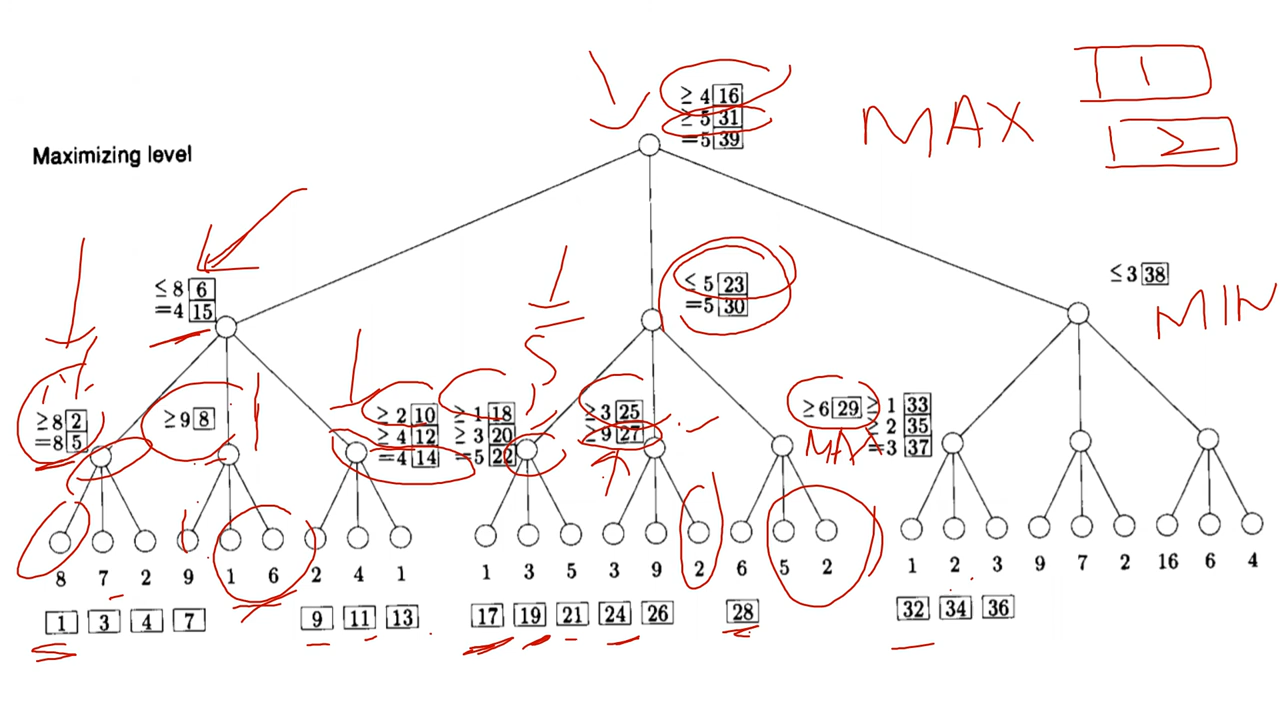 ≥ 4 16
≥ 5 31
=5 39
MAX
1
12
Maximizing level
≤ 8 6
=4 15
≤ 5 23
=5 30
≤ 3 38
MIN
≥ 8 2
=8 5
≥ 9 8
≥ 2 10
≥ 4 12
=4 14
≥ 1 18
≥ 3 20
= 5 22
5
≥ 3 25
≥ 9 27
≥ 6 29
MAX
≥ 1 33
≥ 2 35
= 3 37
8 7 2 9 1 6 2 4 1 1 3 5 3 9 2 6 5 2 1 2 3 9 7 2 16 6 4
1 3 4 7 9 11 13 17 19 21 24 26 28 32 34 36